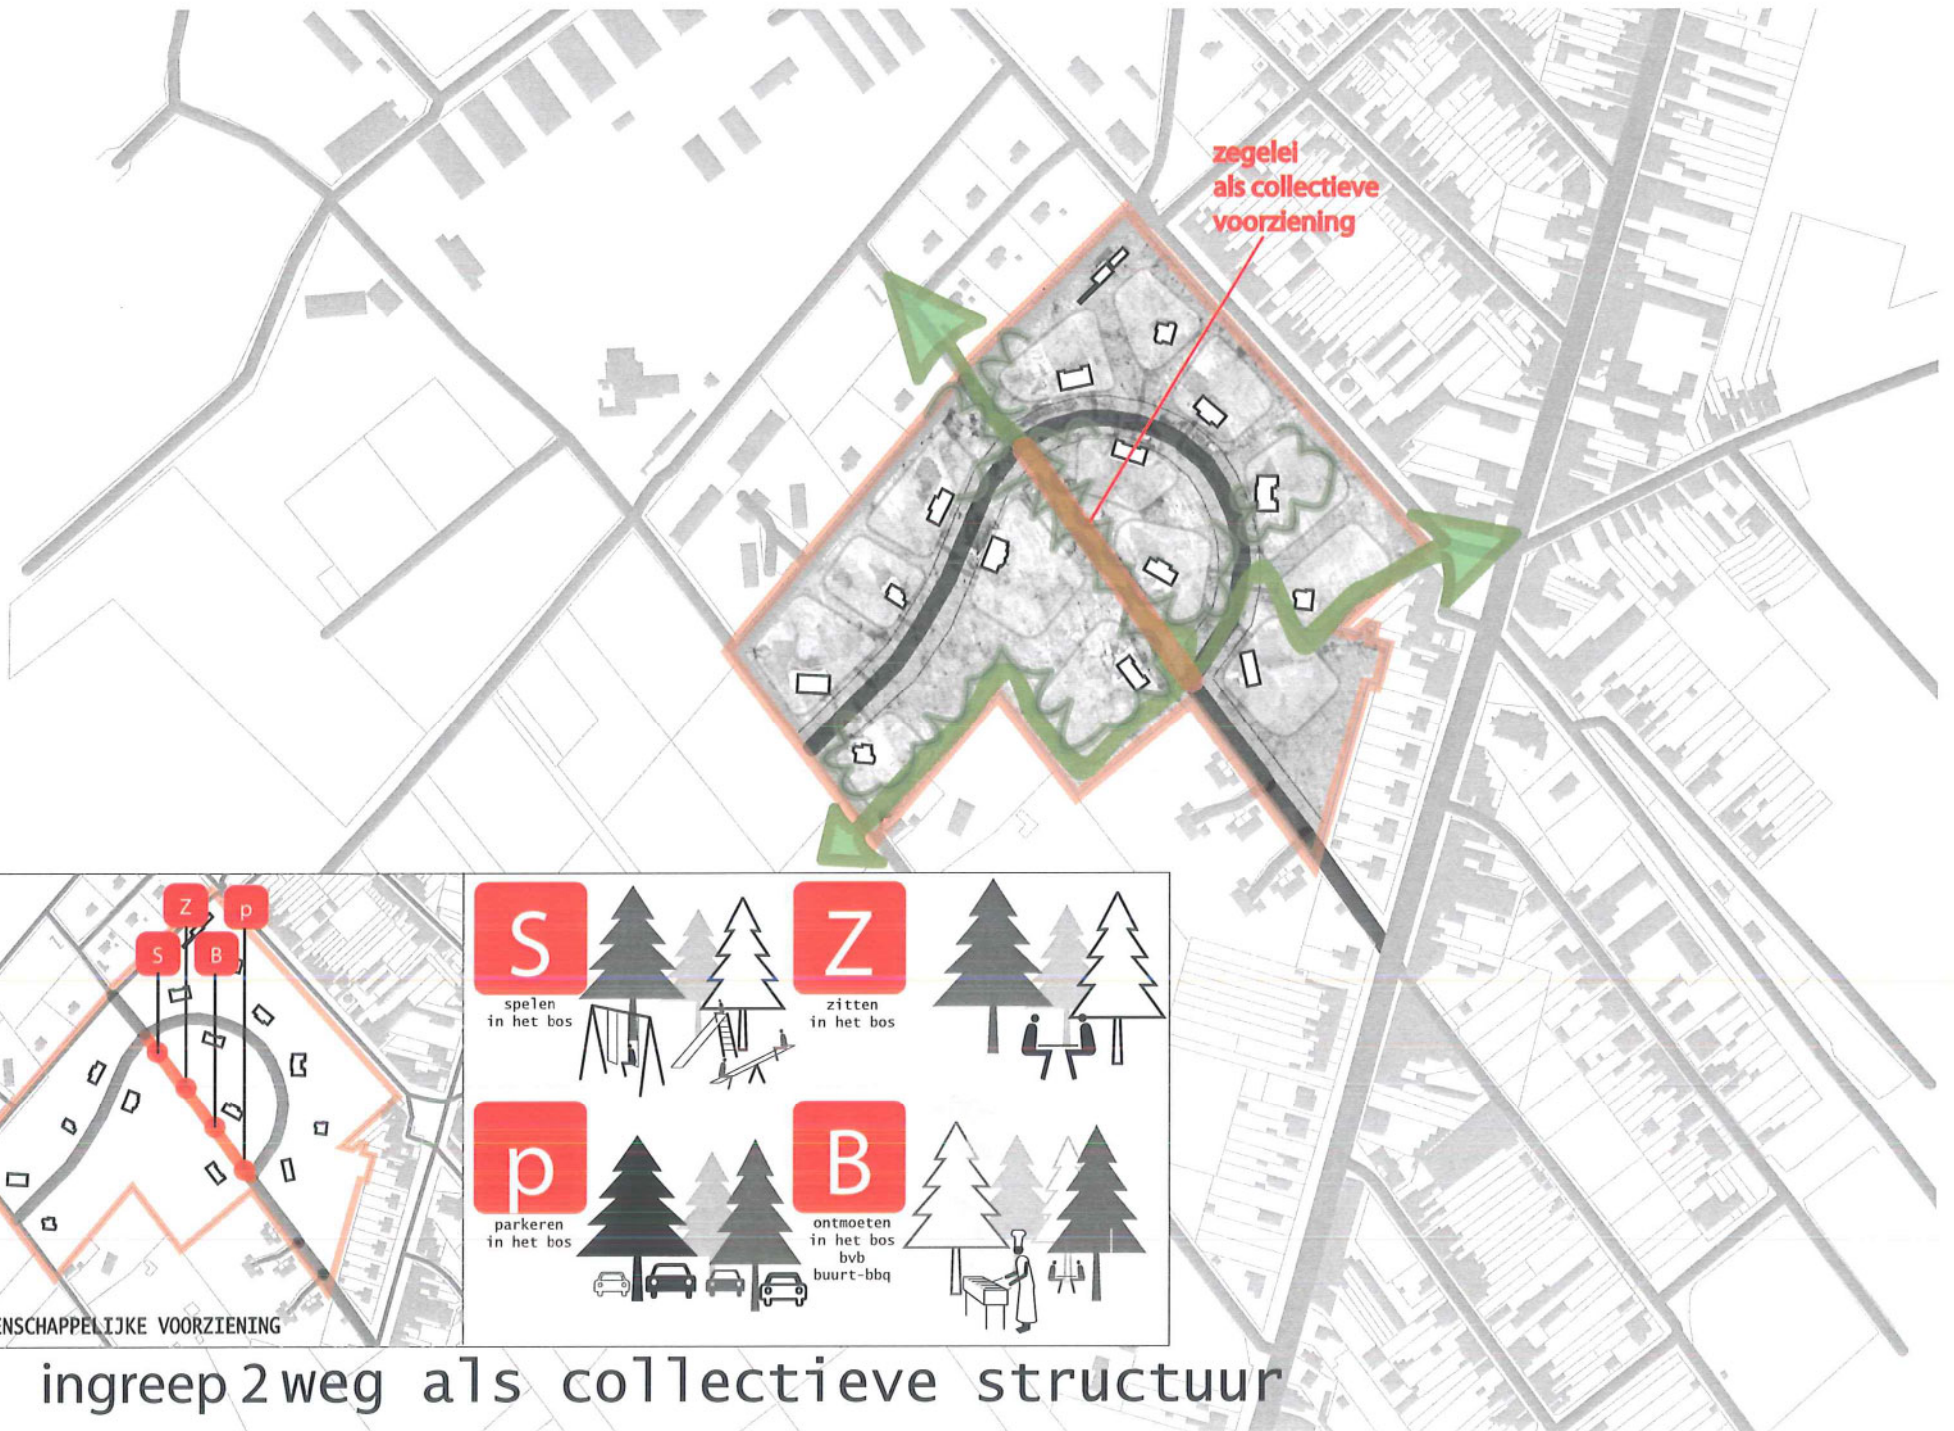 zegelei
als collectieve
voorziening
Z
p
S
B
ENSCHAPPELIJKE VOORZIENING
S
spelen
in het bos
Z
zitten
in het bos
p
parkeren
in het bos
B
ontmoeten
in het bos
bvb
buurt-bbq
ingreep 2 weg als collectieve structuur